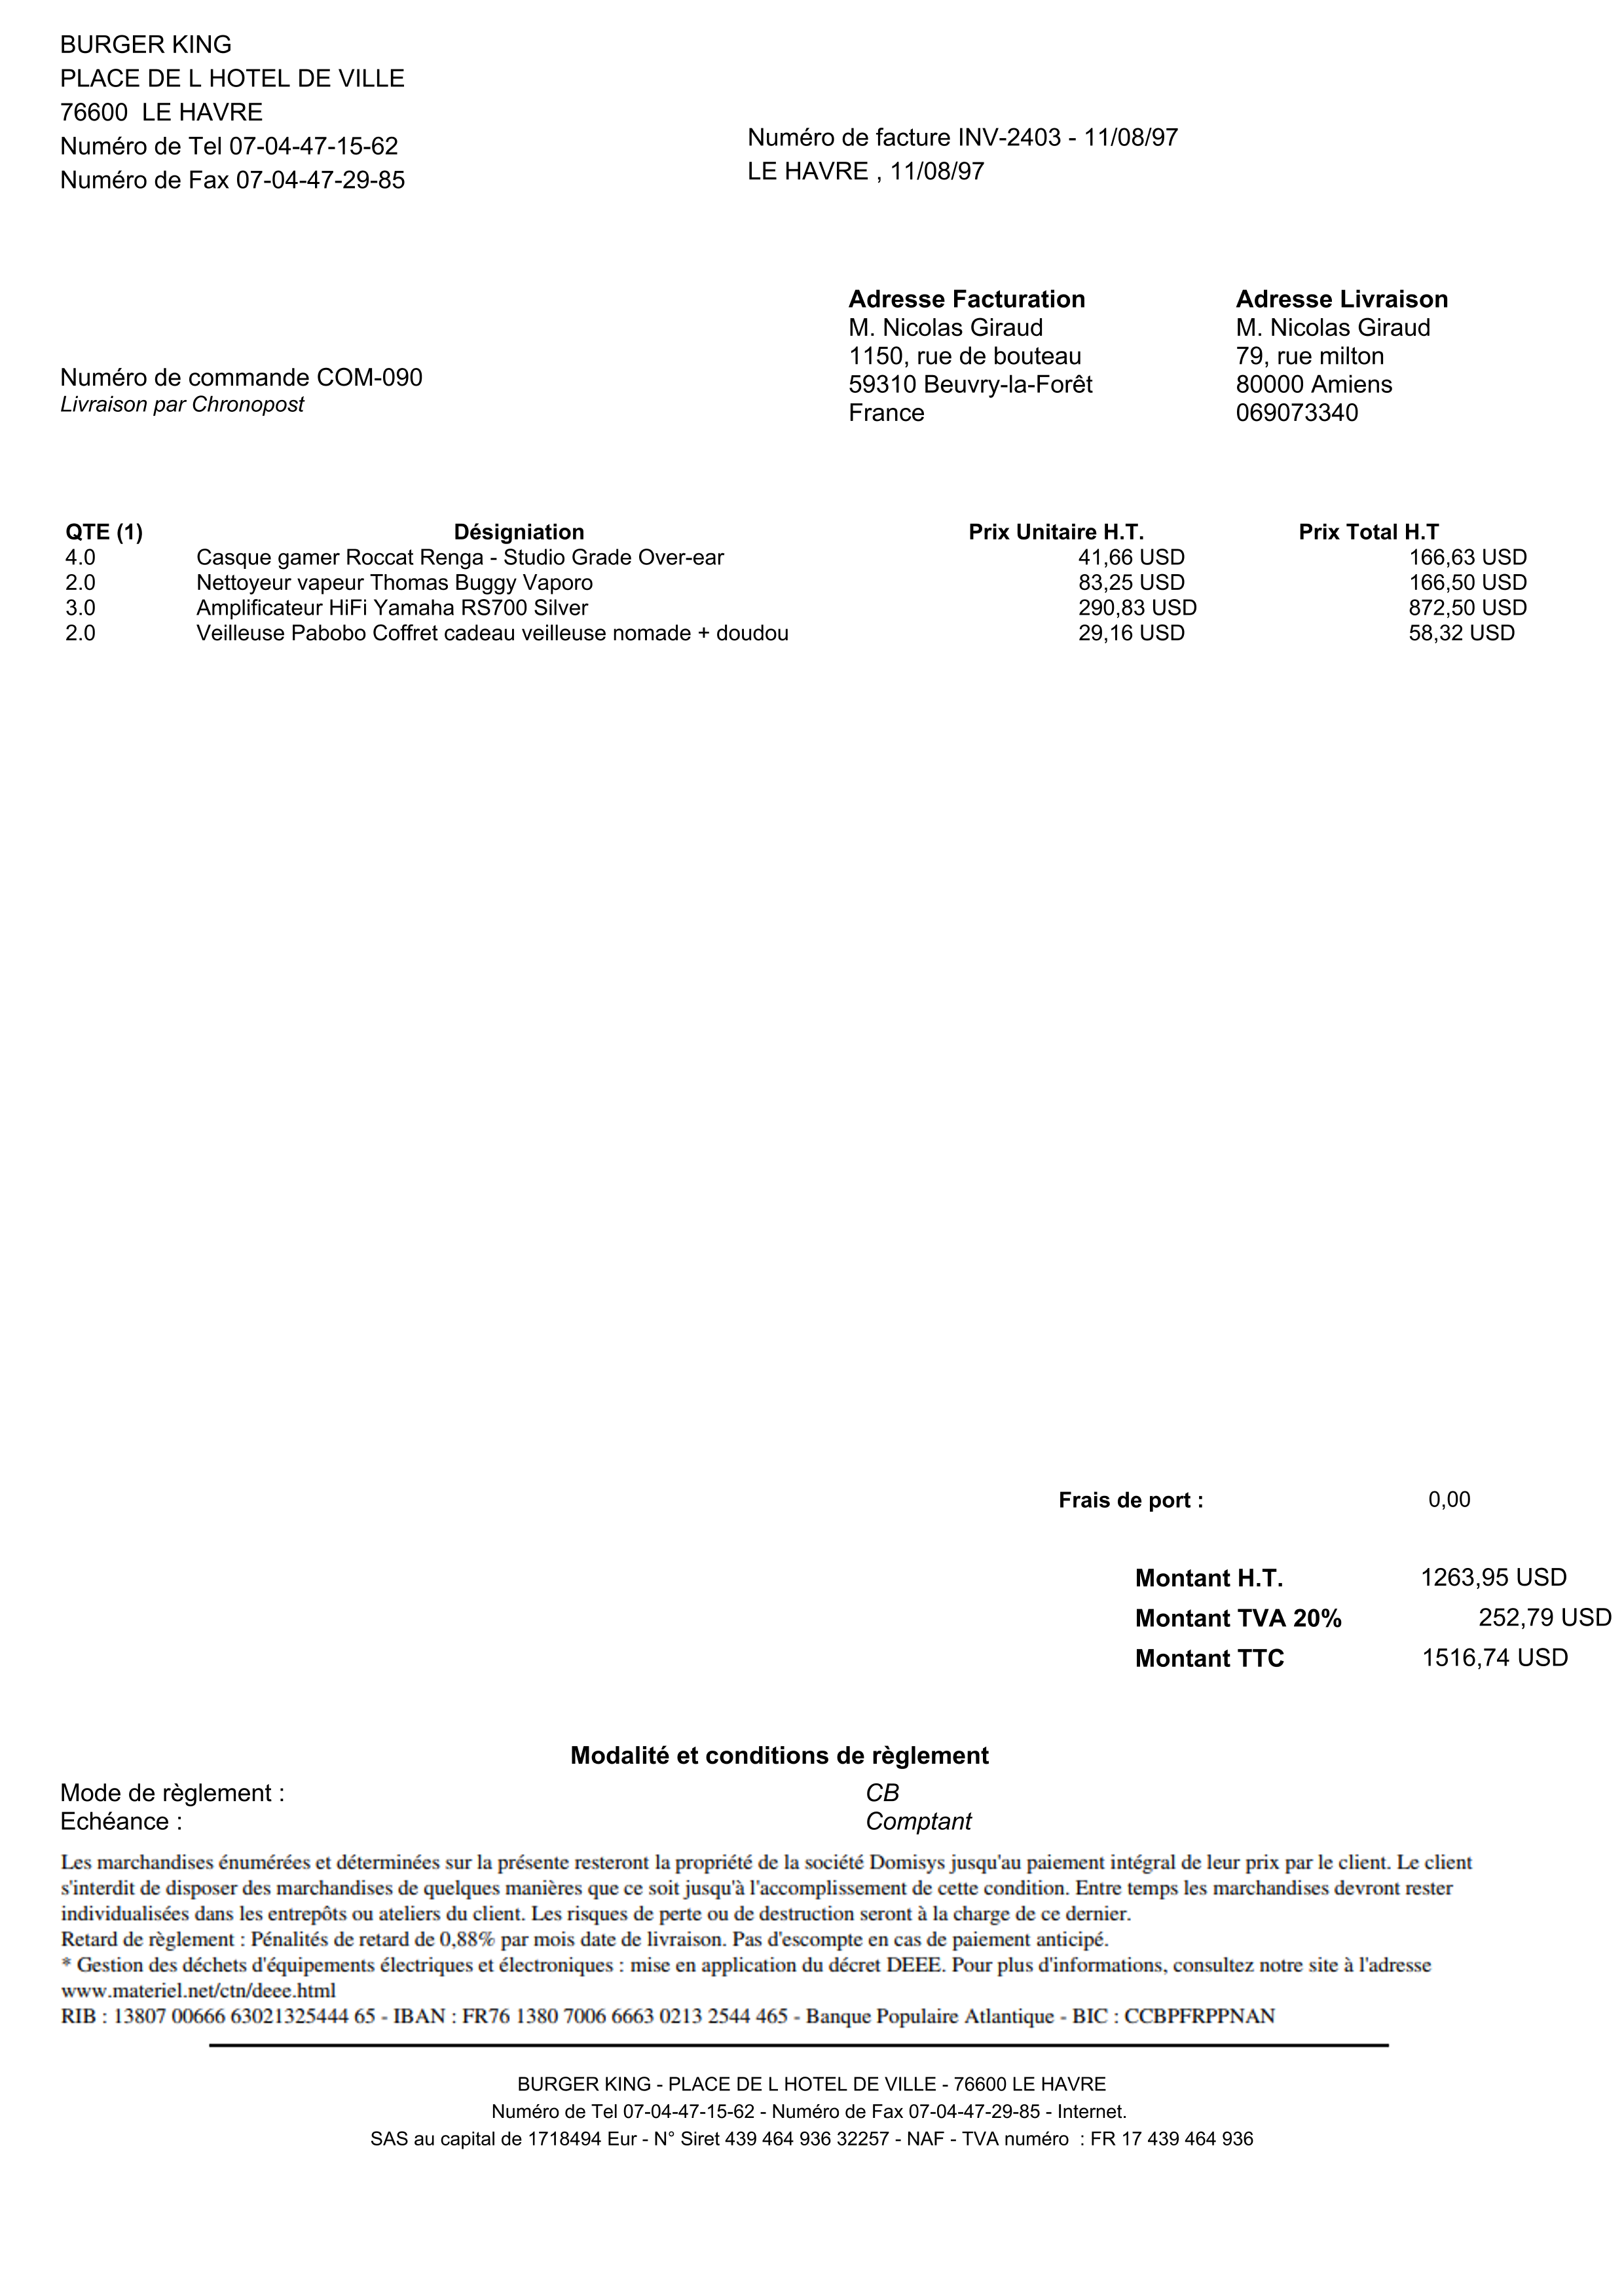 BURGER KING
PLACE DE L HOTEL DE VILLE
76600  LE HAVRE
Numéro de Tel 07-04-47-15-62
Numéro de Fax 07-04-47-29-85
Numéro de facture INV-2403 - 11/08/97
LE HAVRE , 11/08/97
Numéro de commande COM-090
Livraison par Chronopost
Adresse Facturation
M. Nicolas Giraud
1150, rue de bouteau
59310 Beuvry-la-Forêt
France
Adresse Livraison
M. Nicolas Giraud
79, rue milton
80000 Amiens
069073340
QTE (1) Désigniation Prix Unitaire H.T. Prix Total H.T
4.0 Casque gamer Roccat Renga - Studio Grade Over-ear 41,66 USD 166,63 USD
2.0 Nettoyeur vapeur Thomas Buggy Vaporo 83,25 USD 166,50 USD
3.0 Amplificateur HiFi Yamaha RS700 Silver 290,83 USD 872,50 USD
2.0 Veilleuse Pabobo Coffret cadeau veilleuse nomade + doudou 29,16 USD 58,32 USD
Frais de port : 0,00
Montant H.T. 1263,95 USD
Montant TVA 20% 252,79 USD
Montant TTC 1516,74 USD
Modalité et conditions de règlement
Mode de règlement : CB
Echéance : Comptant
Les marchandises énumérées et déterminées sur la présente resteront la propriété de la société Domisys jusqu'au paiement intégral de leur prix par le client. Le client
s'interdit de disposer des marchandises de quelques manières que ce soit jusqu'à l'accomplissement de cette condition. Entre temps les marchandises devront rester
individualisées dans les entrepôts ou ateliers du client. Les risques de perte ou de destruction seront à la charge de ce dernier.
Retard de règlement : Pénalités de retard de 0,88% par mois date de livraison. Pas d'escompte en cas de paiement anticipé.
* Gestion des déchets d'équipements électriques et électroniques : mise en application du décret DEEE. Pour plus d'informations, consultez notre site à l'adresse
www.materiel.net/ctn/deee.html
RIB : 13807 00666 63021325444 65 - IBAN : FR76 1380 7006 6663 0213 2544 465 - Banque Populaire Atlantique - BIC : CCBPFRPPNAN
BURGER KING - PLACE DE L HOTEL DE VILLE - 76600 LE HAVRE
Numéro de Tel 07-04-47-15-62 - Numéro de Fax 07-04-47-29-85 - Internet.
SAS au capital de 1718494 Eur - N° Siret 439 464 936 32257 - NAF - TVA numéro  : FR 17 439 464 936